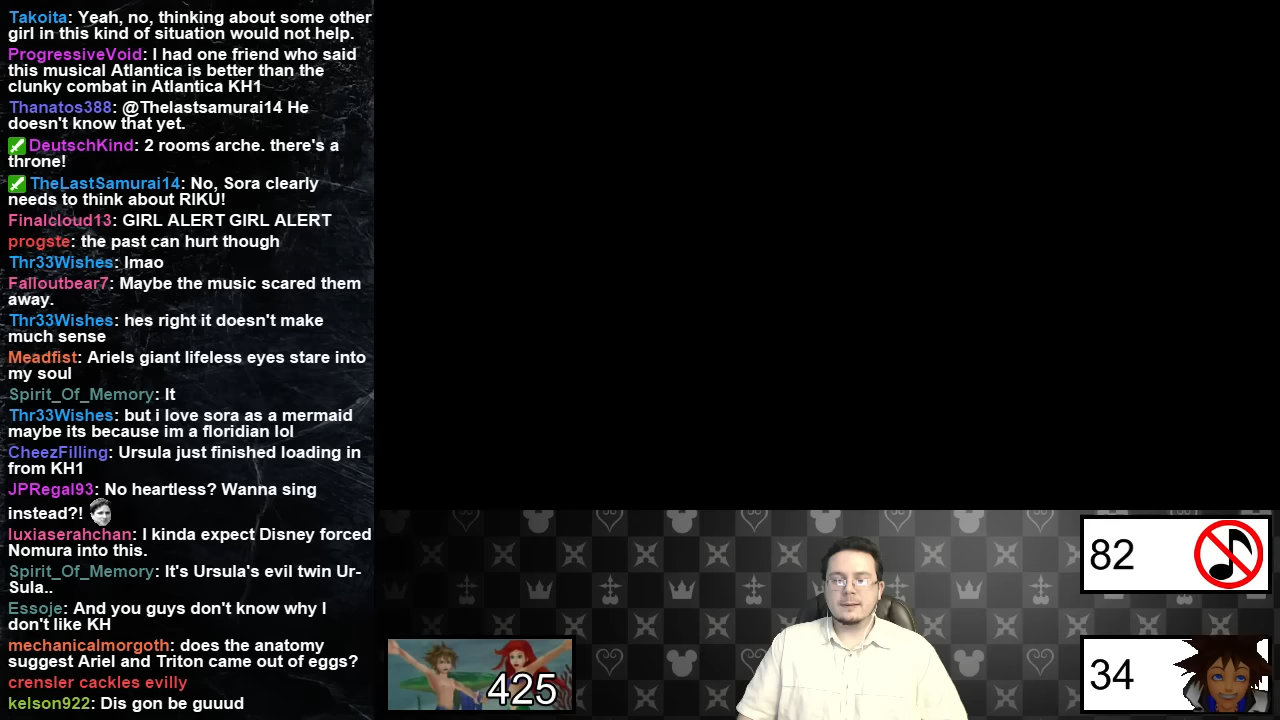 Takoita: Yeah, no, thinking about some other
girl in this kind of situation would not help.
ProgressiveVoid: I had one friend who said
this musical Atlantica is better than the
clunky combat in Atlantica KH1
Thanatos388: @Thelastsamurai14 He
doesn't know that yet.
DeutschKind: 2 rooms arche. there's a
throne!
TheLastSamurai14: No, Sora clearly
needs to think about RIKU!
Finalcloud13: GIRL ALERT GIRL ALERT
progste: the past can hurt though
Thr33Wishes: lmao
Falloutbear7: Maybe the music scared them
away.
Thr33Wishes: hes right it doesn't make
much sense
Meadfist: Ariels giant lifeless eyes stare into
my soul
Spirit_Of_Memory: It
Thr33Wishes: but i love sora as a mermaid
maybe its because im a floridian lol
CheezFilling: Ursula just finished loading in
from KH1
JPRegal93: No heartless? Wanna sing
instead?!
luxiaserahchan: I kinda expect Disney forced
Nomura into this.
Spirit_Of_Memory: It's Ursula's evil twin Ur-
Sula..
Essoje: And you guys don't know why I
don't like KH
mechanicalmorgoth: does the anatomy
suggest Ariel and Triton came out of eggs?
crensler cackles evilly
kelson922: Dis gon be guuud
425
82
34